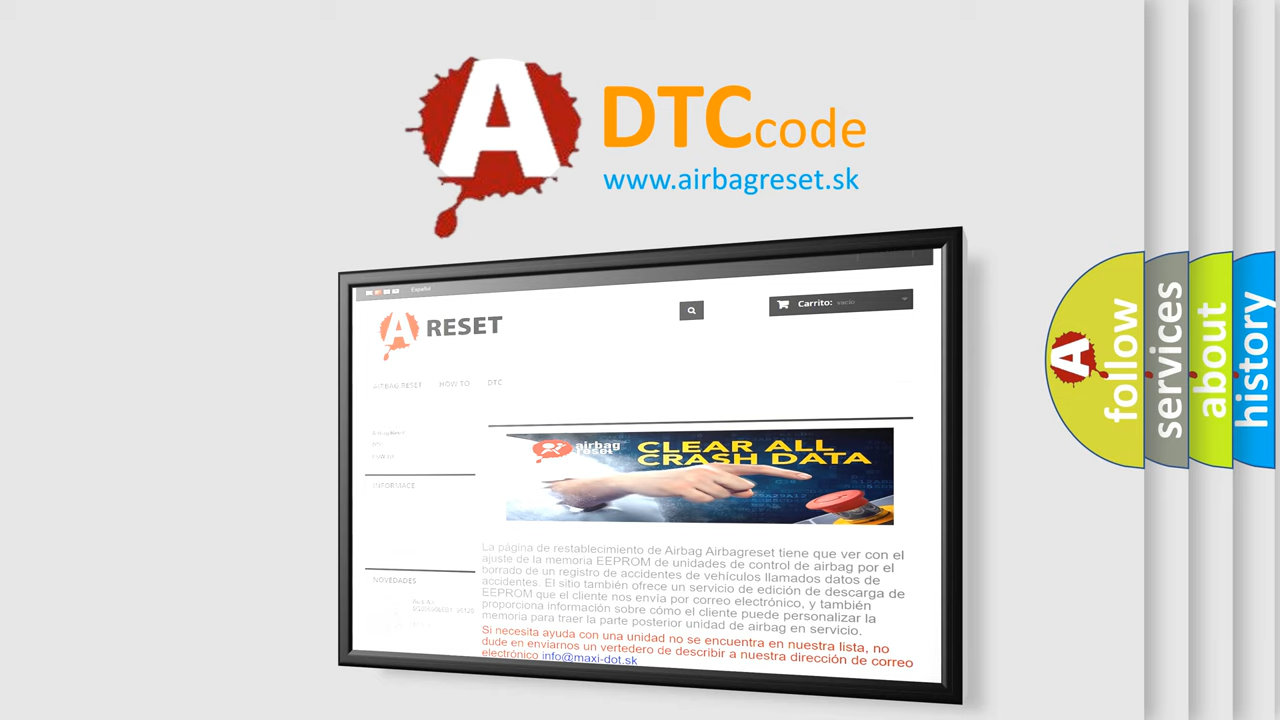 A DTCcode
www.airbagreset.sk
Español
A RESET
Carrito: vacío
AIRBAG RESET HOW TO DTC
Airbag Reset
INFORMACE
NOVEDADES
airbag
reset
CLEAR ALL
CRASH DATA
La página de restablecimiento de Airbag Airbagreset tiene que ver con el
ajuste de la memoria EEPROM de unidades de control de airbag por el
borrado de un registro de accidentes de vehículos llamados datos de
accidentes. El sitio también ofrece un servicio de edición de descarga de
EEPROM que el cliente nos envía por correo electrónico, y también
proporciona información sobre cómo el cliente puede personalizar la
memoria para traer la parte posterior unidad de airbag en servicio.
Si necesita ayuda con una unidad no se encuentra en nuestra lista, no
dude en enviarnos un vertedero de describir a nuestra dirección de correo
electrónico info@maxi-dot.sk
A follow
services
about
history